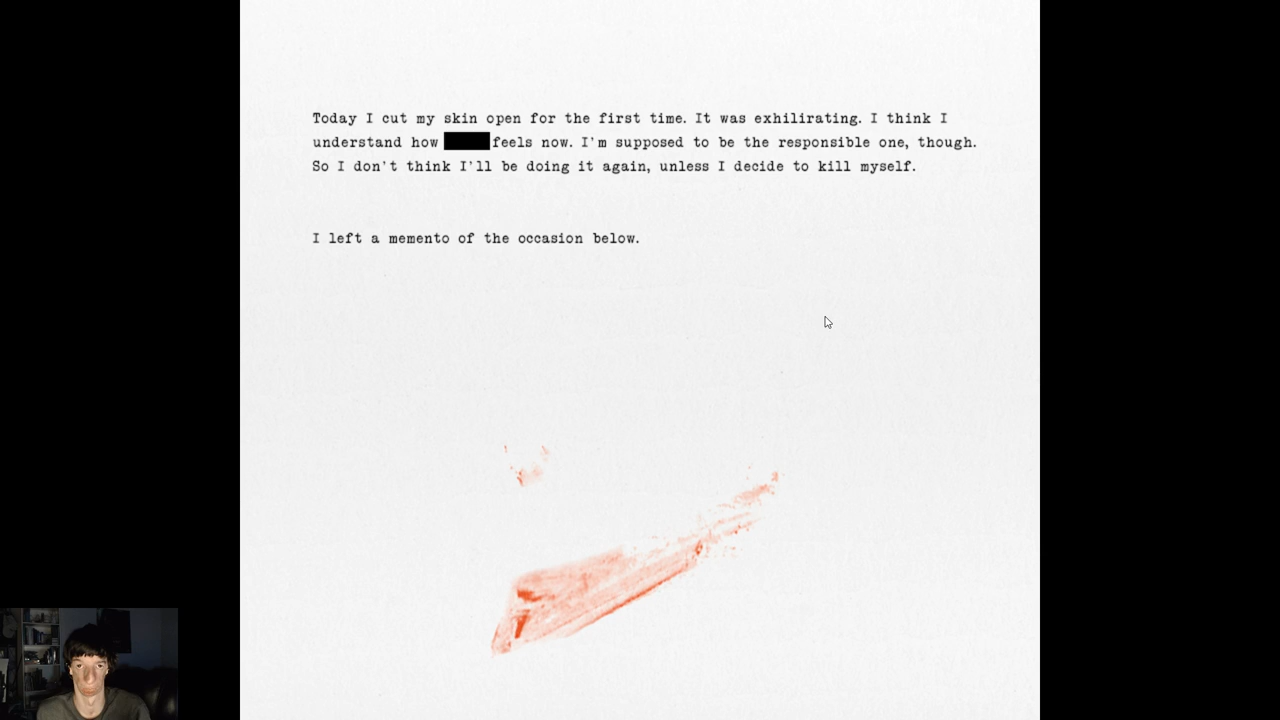 Today I cut my skin open for the first time. It was exhilirating. I think I
understand how feels now. I'm supposed to be the responsible one, though.
So I don't think I'll be doing it again, unless I decide to kill myself.
I left a memento of the occasion below.